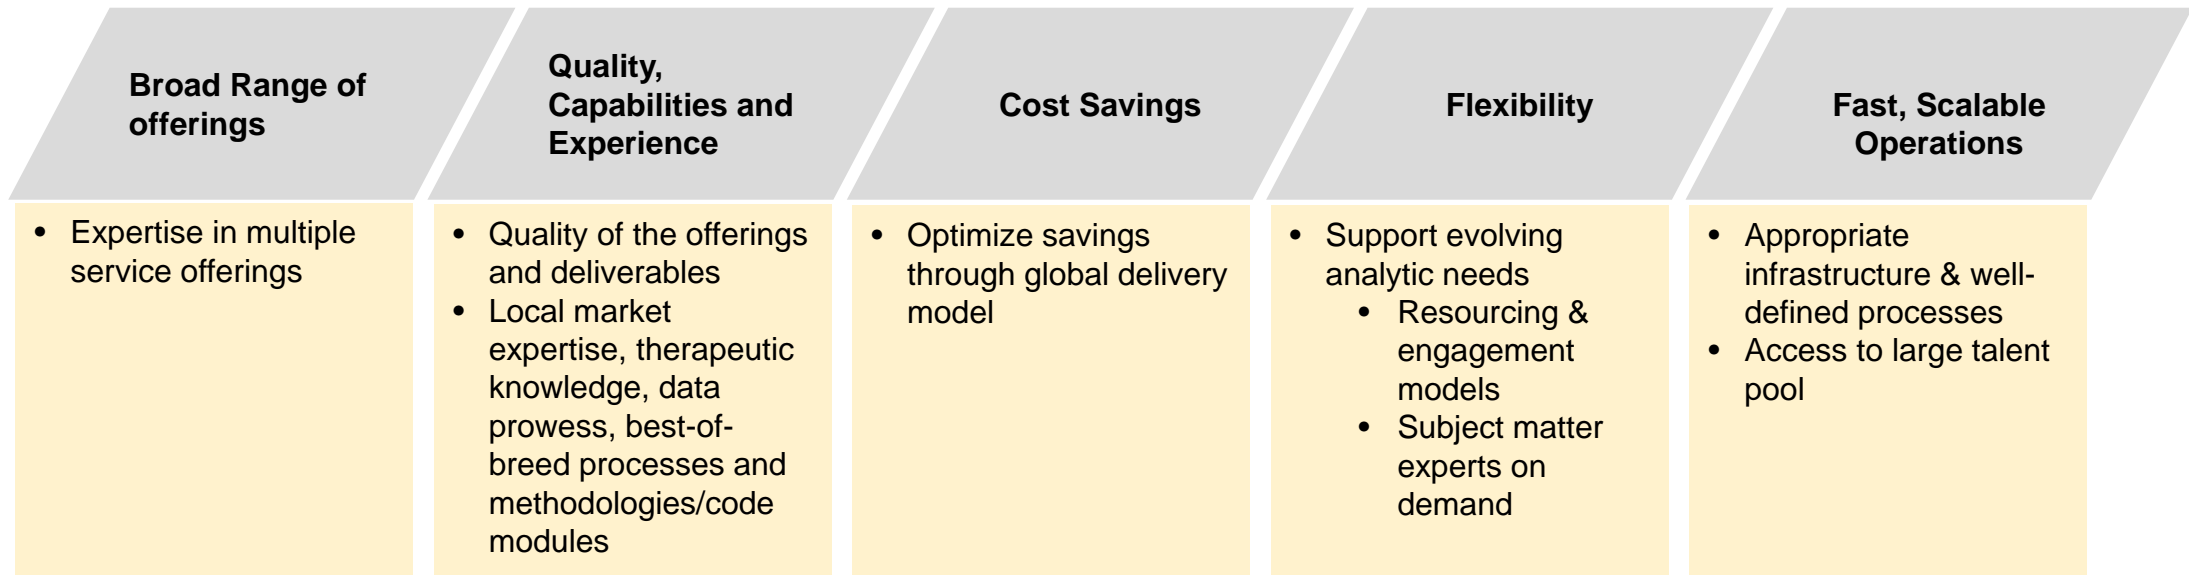 Broad Range of
offerings
Quality,
Capabilities and
Experience
Cost Savings
Flexibility
Fast, Scalable
Operations
• Expertise in multiple
service offerings
• Quality of the offerings
and deliverables
• Local market
expertise, therapeutic
knowledge, data
prowess, best-of-
breed processes and
methodologies/code
modules
• Optimize savings
through global delivery
model
• Support evolving
analytic needs
• Resourcing &
engagement
models
• Subject matter
experts on
demand
• Appropriate
infrastructure & well-
defined processes
• Access to large talent
pool